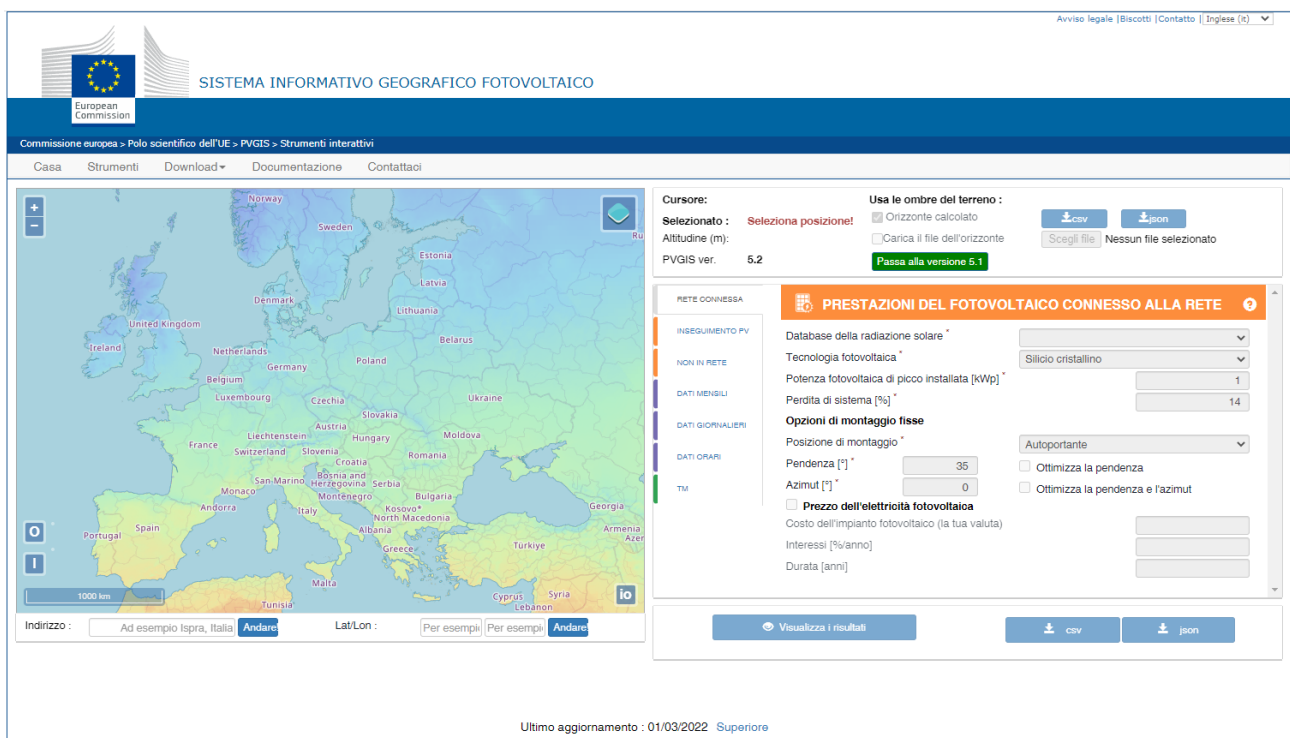 Avviso legale |Biscotti |Contatto | Inglese (it)
European
Commission
SISTEMA INFORMATIVO GEOGRAFICO FOTOVOLTAICO
Commissione europea > Polo scientifico dell'UE > PVGIS > Strumenti interattivi
Casa Strumenti Download Documentazione Contattaci
+
−
Norway
Sweden
Ru
Estonia
Latvia
Denmark
Lithuania
United Kingdom
Belarus
Ireland
Netherlands
Poland
Germany
Belgium
Luxembourg
Czechia
Ukraine
Slovakia
Austria
Liechtenstein
Hungary
Moldova
France
Switzerland
Slovenia
Romania
Croatia
San Marino
Bosnia and
Herzegovina
Serbia
Monaco
Montenegro
Bulgaria
Andorra
Italy
Kosovo*
Georgia
North Macedonia
Spain
Portugal
Albania
Armenia
Azer
Greece
Türkiye
Malta
Cyprus
Syria
Tunisia
Lebanon
O
I
1000 km
io
Indirizzo : Ad esempio Ispra, Italia Andare! Lat/Lon : Per esempi Per esempi Andare!
Cursore: Usa le ombre del terreno :
Selezionato : Seleziona posizione! Orizzonte calcolato csv json
Altitudine (m): Carica il file dell'orizzonte Scegli file Nessun file selezionato
PVGIS ver. 5.2 Passa alla versione 5.1
RETE CONNESSA
INSEGUIMENTO PV
NON IN RETE
DATI MENSILI
DATI GIORNALIERI
DATI ORARI
TM
PRESTAZIONI DEL FOTOVOLTAICO CONNESSO ALLA RETE ?
Database della radiazione solare *
Tecnologia fotovoltaica * Silicio cristallino
Potenza fotovoltaica di picco installata [kWp] * 1
Perdita di sistema [%] * 14
Opzioni di montaggio fisse
Posizione di montaggio * Autoportante
Pendenza [°] * 35 Ottimizza la pendenza
Azimut [°] * 0 Ottimizza la pendenza e l'azimut
Prezzo dell'elettricità fotovoltaica
Costo dell'impianto fotovoltaico (la tua valuta)
Interessi [%/anno]
Durata [anni]
Visualizza i risultati csv json
Ultimo aggiornamento : 01/03/2022 Superiore